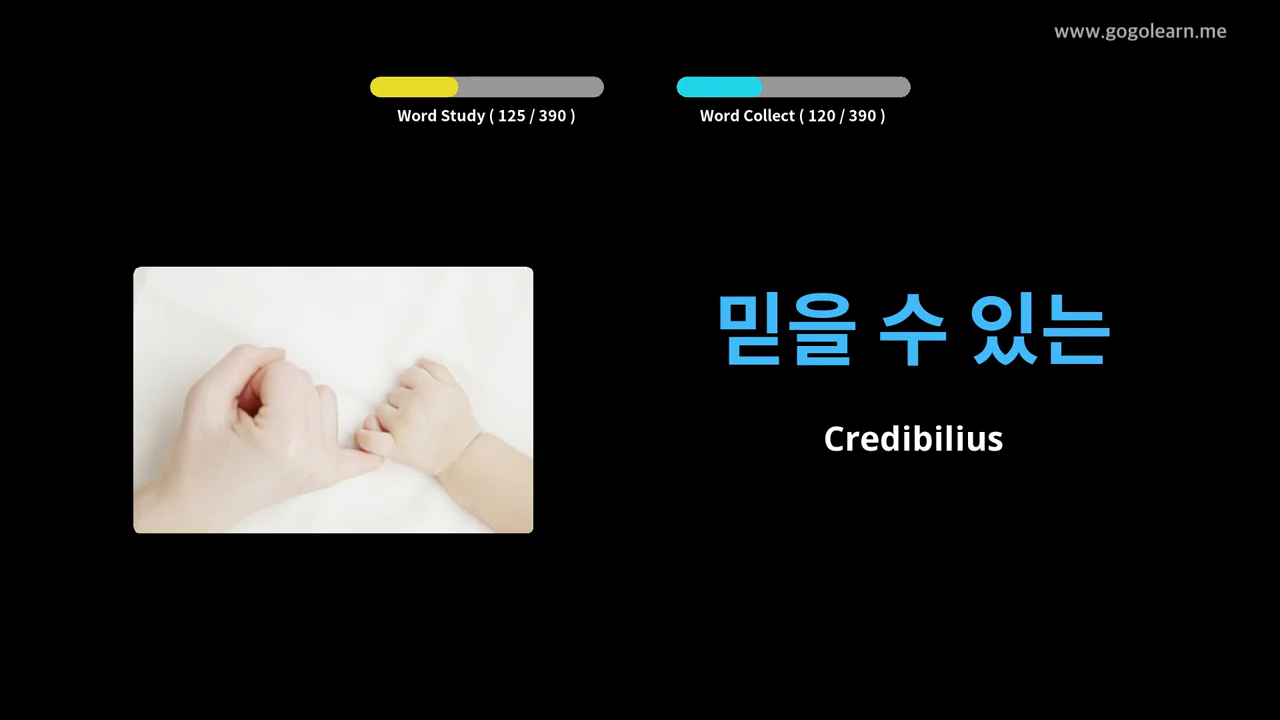 www.gogolearn.me
Word Study ( 125 / 390 )
Word Collect ( 120 / 390 )
믿을 수 있는
Credibilius